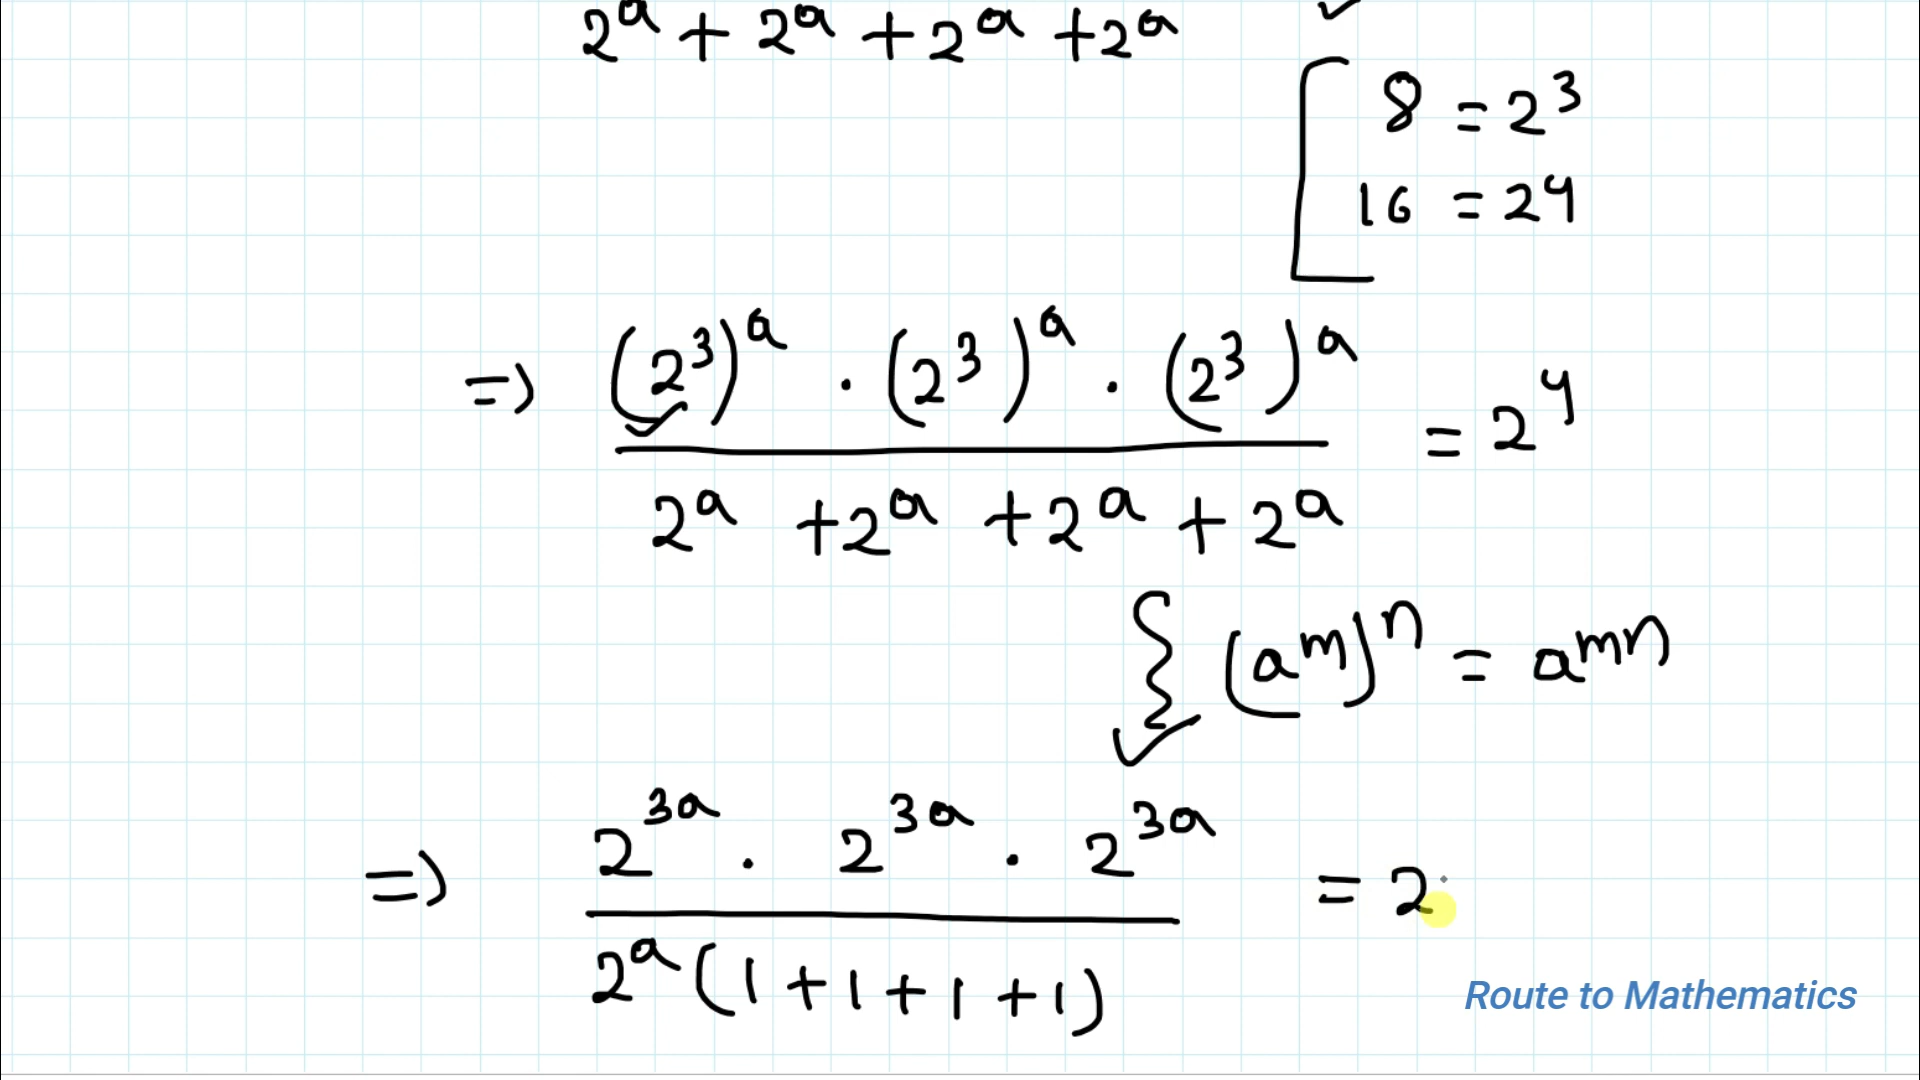 2^a + 2^a + 2^a + 2^a
8 = 2^3
16 = 2^4
=> (2^3)^a · (2^3)^a · (2^3)^a
= 2^4
2^a + 2^a + 2^a + 2^a
{ (a^m)^n = a^mn
=> 2^3a · 2^3a · 2^3a
= 2
2^a (1 + 1 + 1 + 1)
Route to Mathematics